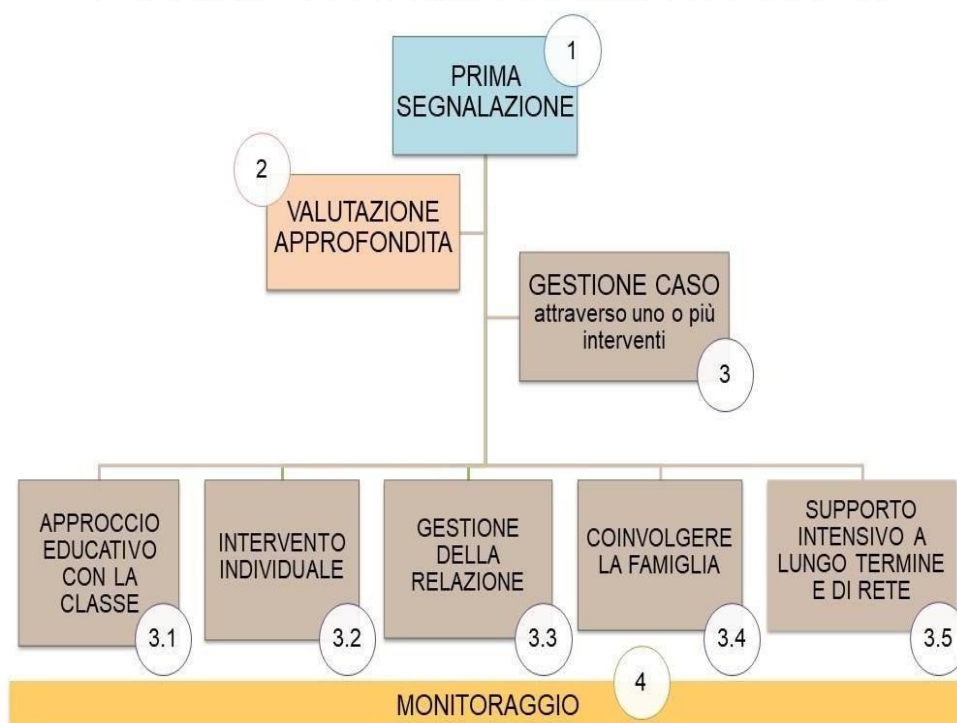 1
PRIMA
SEGNALAZIONE
2
VALUTAZIONE
APPROFONDITA
GESTIONE CASO
attraverso uno o più
interventi
3
APPROCCIO
EDUCATIVO
CON LA
CLASSE
3.1
INTERVENTO
INDIVIDUALE
3.2
GESTIONE
DELLA
RELAZIONE
3.3
COINVOLGERE
LA FAMIGLIA
3.4
SUPPORTO
INTENSIVO A
LUNGO TERMINE
E DI RETE
3.5
4
MONITORAGGIO